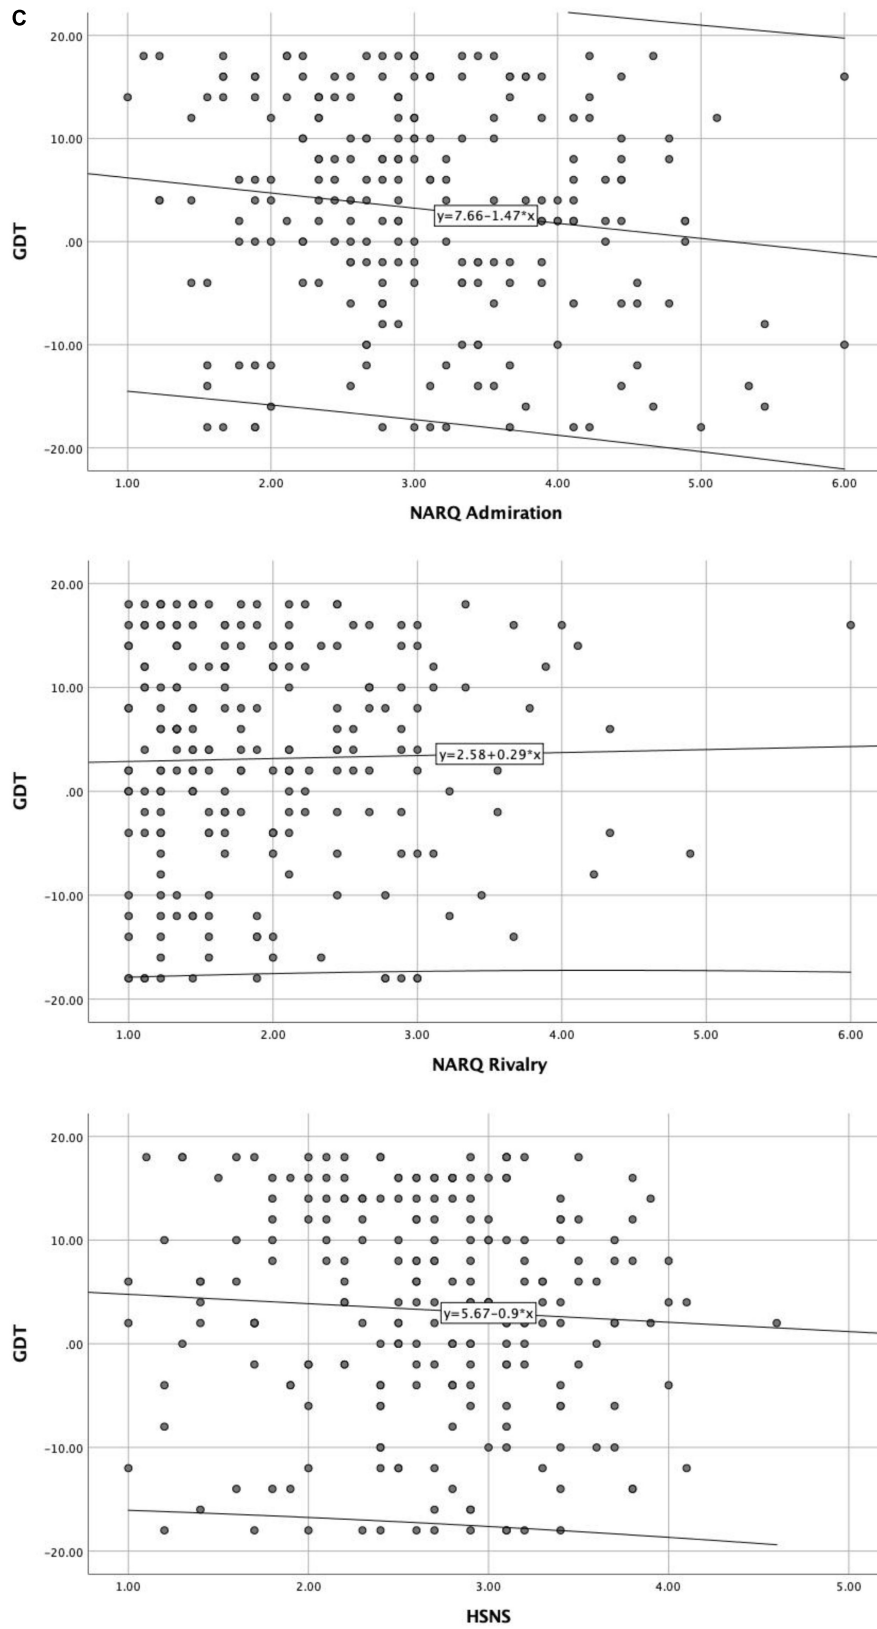 C
20.00
10.00
.00
-10.00
-20.00
GDT
y=7.66-1.47*x
1.00 2.00 3.00 4.00 5.00 6.00
NARQ Admiration
20.00
10.00
.00
-10.00
-20.00
GDT
y=2.58+0.29*x
1.00 2.00 3.00 4.00 5.00 6.00
NARQ Rivalry
20.00
10.00
.00
-10.00
-20.00
GDT
y=5.67-0.9*x
1.00 2.00 3.00 4.00 5.00
HSNS